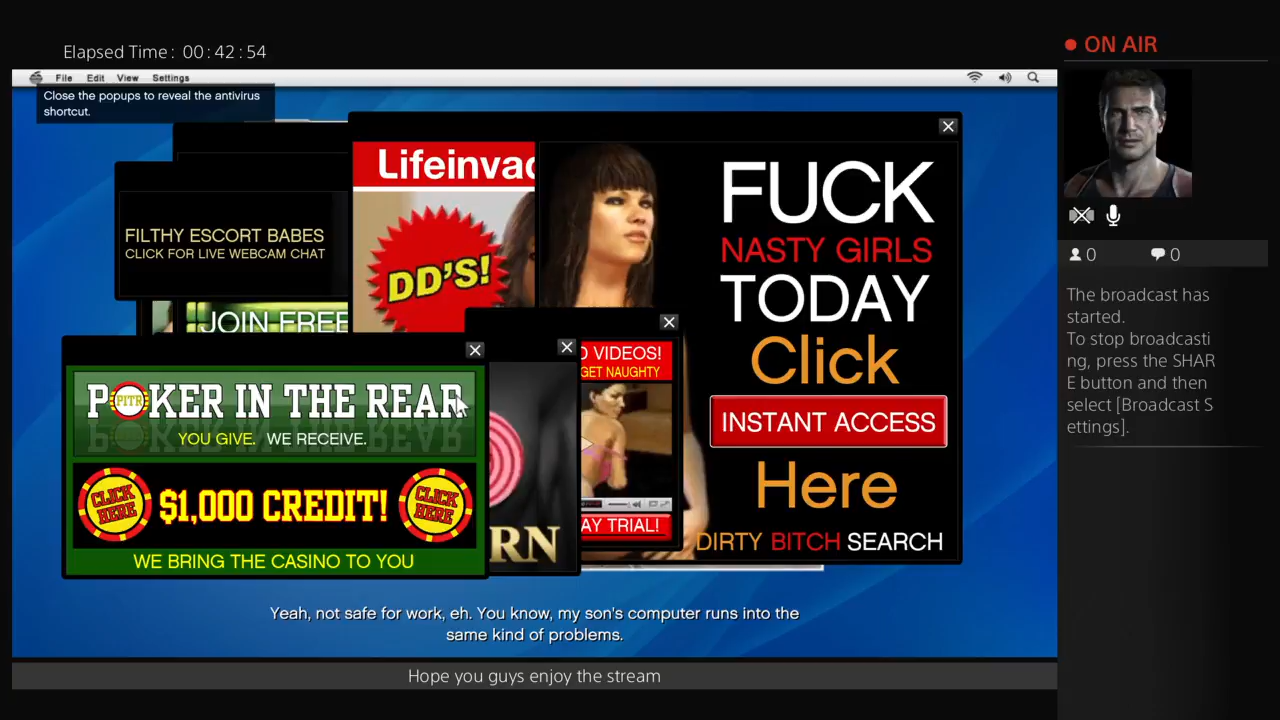 Elapsed Time: 00:42:54
ON AIR
File Edit View Settings
Close the popups to reveal the antivirus
shortcut.
Lifeinvad
FUCK
NASTY GIRLS
TODAY
Click
INSTANT ACCESS
Here
DIRTY BITCH SEARCH
FILTHY ESCORT BABES
CLICK FOR LIVE WEBCAM CHAT
DD'S!
JOIN FREE
VIDEOS!
GET NAUGHTY
AY TRIAL!
RN
POKER IN THE REAR
PITR
YOU GIVE. WE RECEIVE.
CLICK HERE
$1,000 CREDIT!
CLICK HERE
WE BRING THE CASINO TO YOU
Yeah, not safe for work, eh. You know, my son's computer runs into the
same kind of problems.
Hope you guys enjoy the stream
0 0
The broadcast has
started.
To stop broadcasti
ng, press the SHAR
E button and then
select [Broadcast S
ettings].